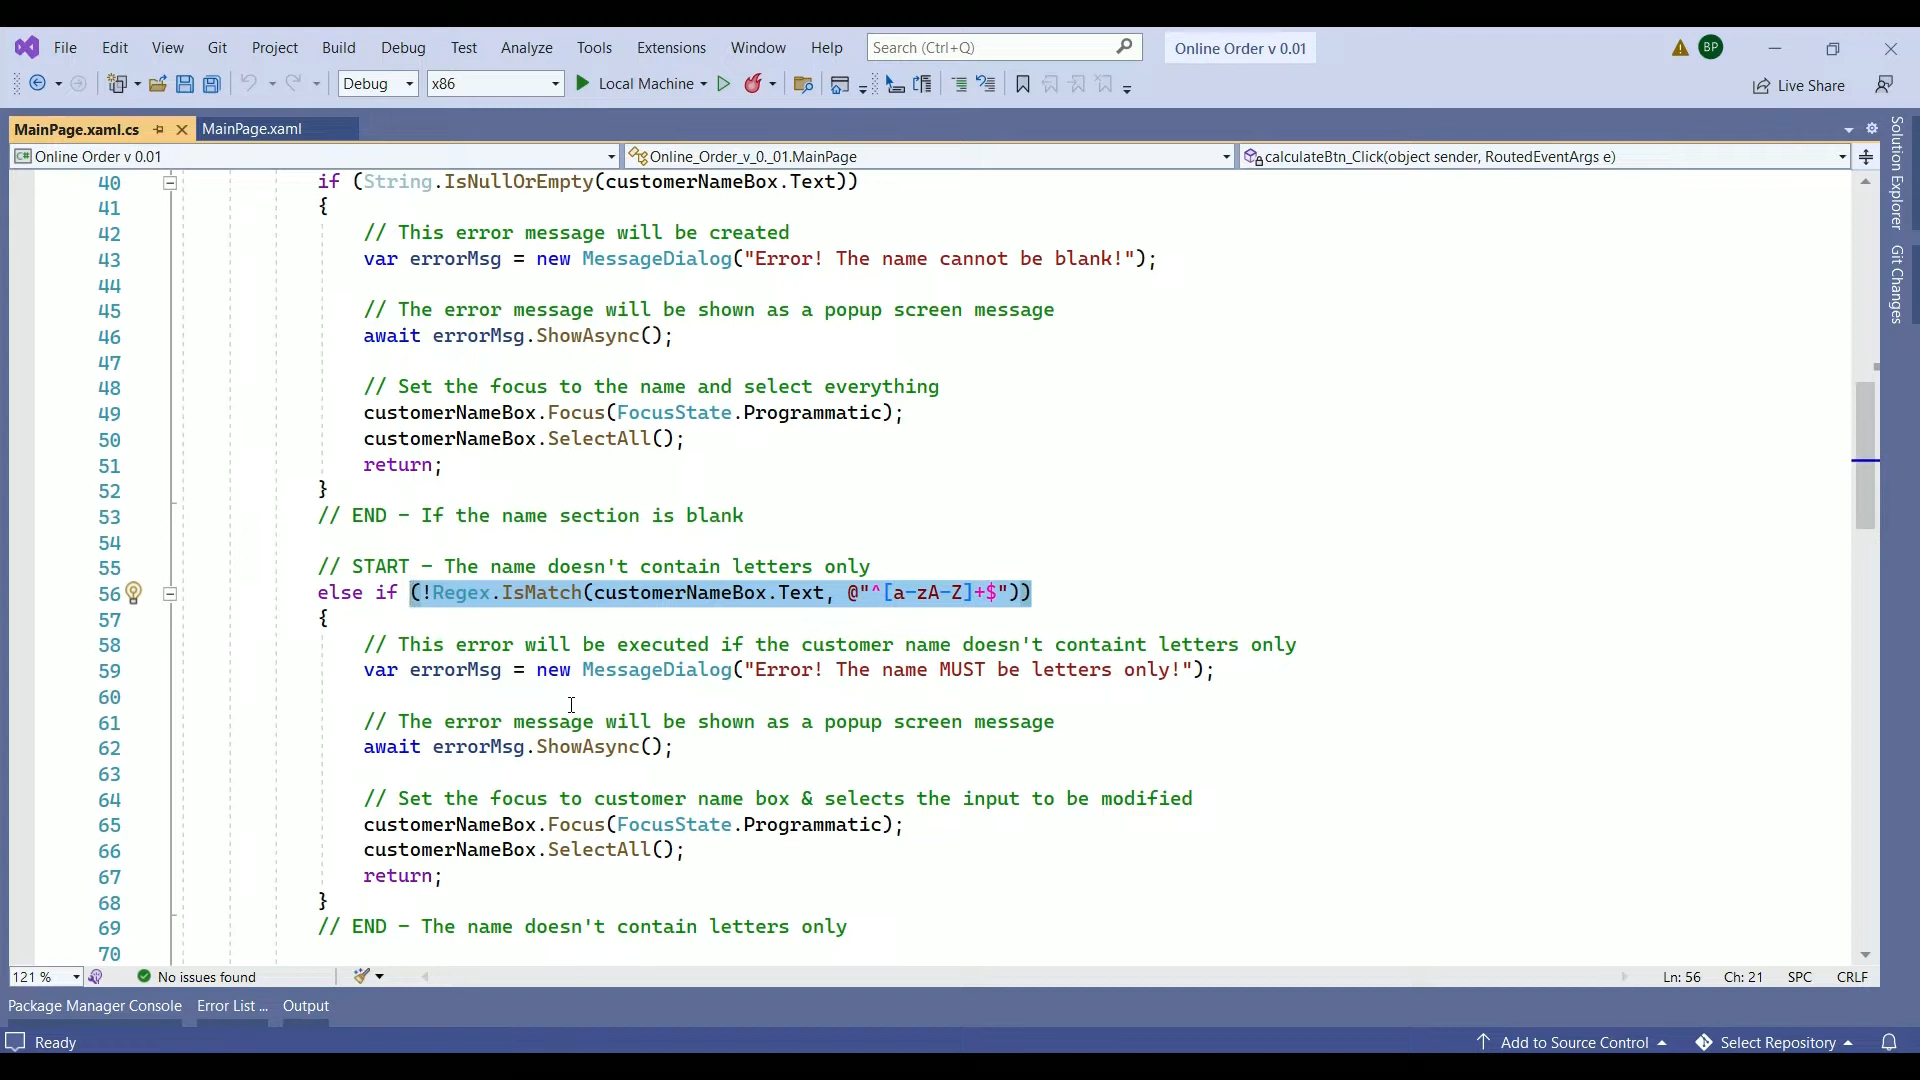 File Edit View Git Project Build Debug Test Analyze Tools Extensions Window Help Search (Ctrl+Q) Online Order v 0.01 BP
Debug x86 Local Machine Live Share
MainPage.xaml.cs MainPage.xaml
C# Online Order v 0.01 Online_Order_v_0._01.MainPage calculateBtn_Click(object sender, RoutedEventArgs e)
Solution Explorer
Git Changes
40 if (String.IsNullOrEmpty(customerNameBox.Text))
41 {
42 // This error message will be created
43 var errorMsg = new MessageDialog("Error! The name cannot be blank!");
44
45 // The error message will be shown as a popup screen message
46 await errorMsg.ShowAsync();
47
48 // Set the focus to the name and select everything
49 customerNameBox.Focus(FocusState.Programmatic);
50 customerNameBox.SelectAll();
51 return;
52 }
53 // END - If the name section is blank
54
55 // START - The name doesn't contain letters only
56 else if (!Regex.IsMatch(customerNameBox.Text, @"^[a-zA-Z]+$"))
57 {
58 // This error will be executed if the customer name doesn't containt letters only
59 var errorMsg = new MessageDialog("Error! The name MUST be letters only!");
60
61 // The error message will be shown as a popup screen message
62 await errorMsg.ShowAsync();
63
64 // Set the focus to customer name box & selects the input to be modified
65 customerNameBox.Focus(FocusState.Programmatic);
66 customerNameBox.SelectAll();
67 return;
68 }
69 // END - The name doesn't contain letters only
70
121 % No issues found Ln: 56 Ch: 21 SPC CRLF
Package Manager Console Error List ... Output
Ready Add to Source Control Select Repository